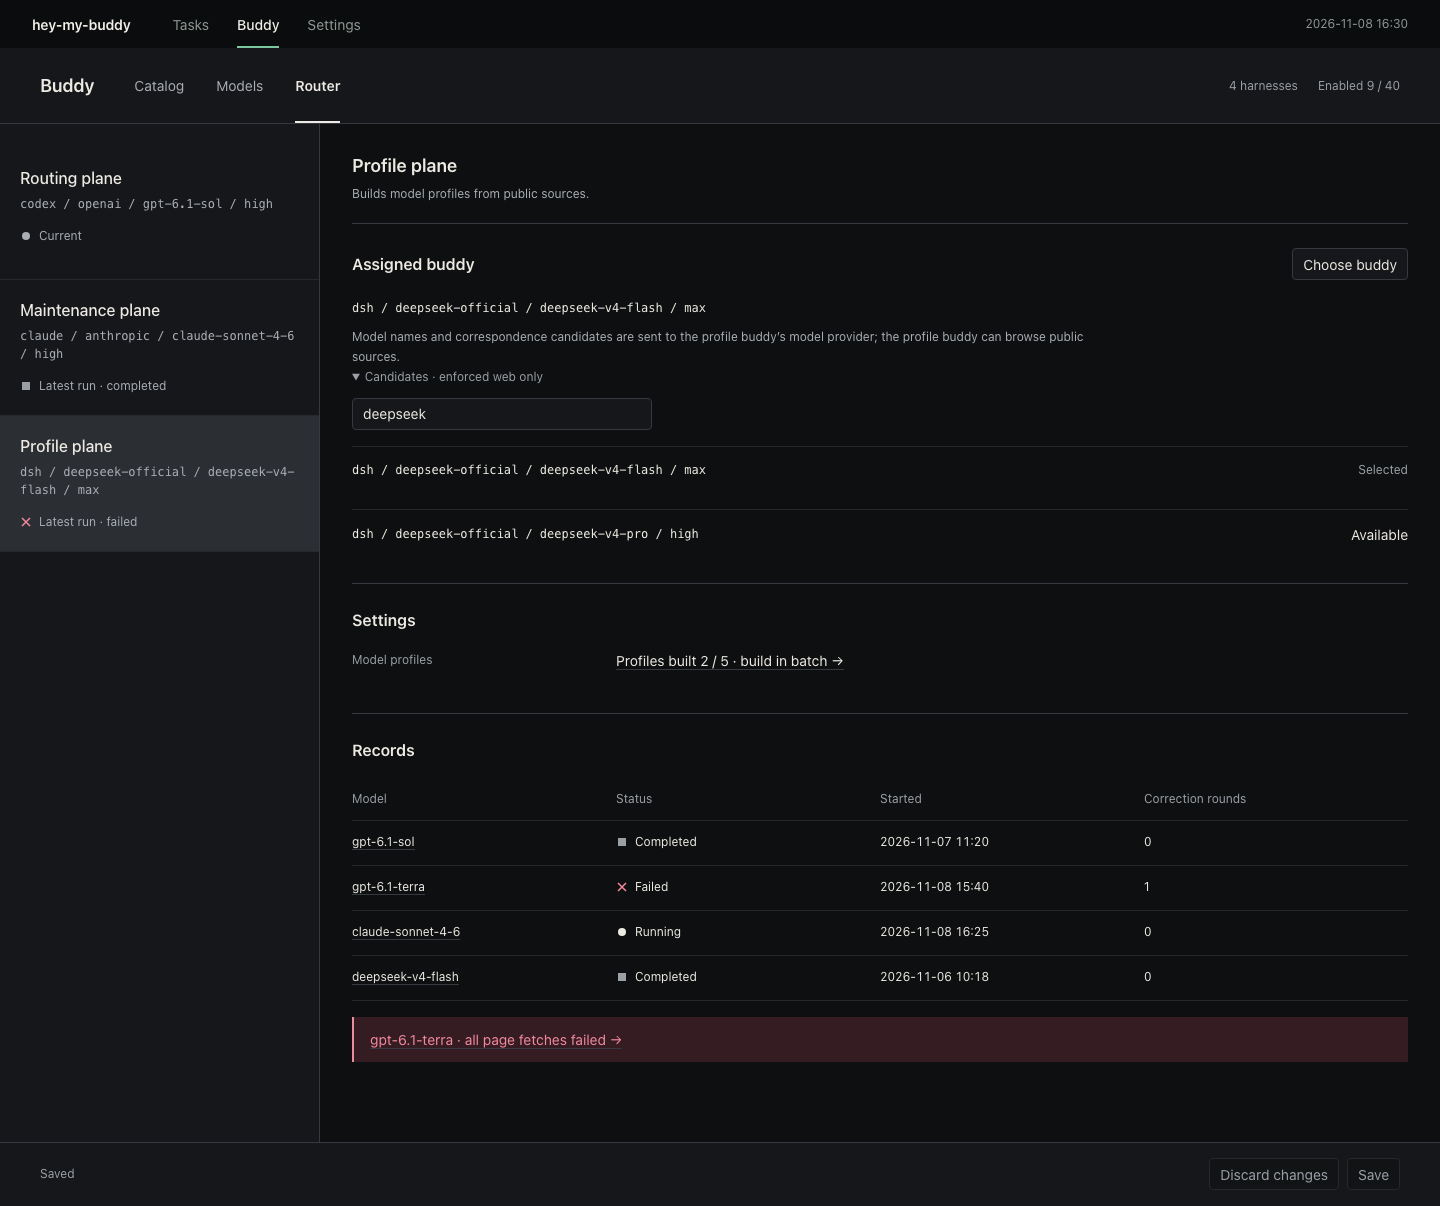 hey-my-buddy Tasks Buddy Settings 2026-11-08 16:30
Buddy Catalog Models Router 4 harnesses Enabled 9 / 40
Routing plane
codex / openai / gpt-6.1-sol / high
Current
Maintenance plane
claude / anthropic / claude-sonnet-4-6
/ high
Latest run · completed
Profile plane
dsh / deepseek-official / deepseek-v4-
flash / max
Latest run · failed
Profile plane
Builds model profiles from public sources.
Assigned buddy Choose buddy
dsh / deepseek-official / deepseek-v4-flash / max
Model names and correspondence candidates are sent to the profile buddy's model provider; the profile buddy can browse public
sources.
▼ Candidates · enforced web only
deepseek
dsh / deepseek-official / deepseek-v4-flash / max Selected
dsh / deepseek-official / deepseek-v4-pro / high Available
Settings
Model profiles Profiles built 2 / 5 · build in batch →
Records
Model Status Started Correction rounds
gpt-6.1-sol Completed 2026-11-07 11:20 0
gpt-6.1-terra Failed 2026-11-08 15:40 1
claude-sonnet-4-6 Running 2026-11-08 16:25 0
deepseek-v4-flash Completed 2026-11-06 10:18 0
gpt-6.1-terra · all page fetches failed →
Saved Discard changes Save